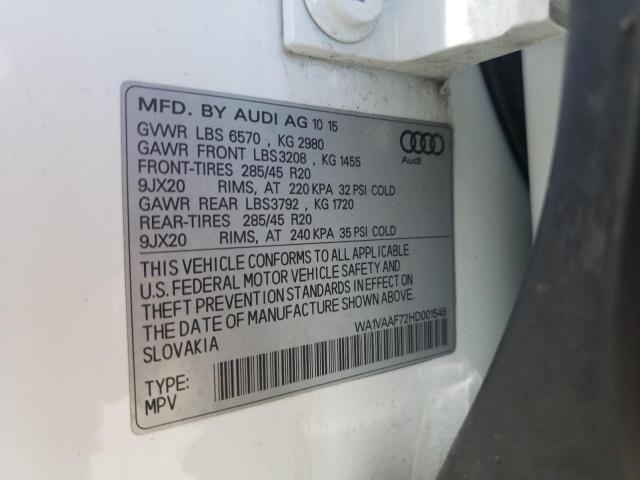 MFD. BY AUDI AG 10 15
GVWR LBS 6570 , KG 2980
GAWR FRONT LBS3208 , KG 1455
FRONT-TIRES 285/45 R20
9JX20 RIMS, AT 220 KPA 32 PSI COLD
GAWR REAR LBS3792 , KG 1720
REAR-TIRES 285/45 R20
9JX20 RIMS, AT 240 KPA 35 PSI COLD
Audi
THIS VEHICLE CONFORMS TO ALL APPLICABLE
U.S. FEDERAL MOTOR VEHICLE SAFETY AND
THEFT PREVENTION STANDARDS IN EFFECT ON
THE DATE OF MANUFACTURE SHOWN ABOVE.
SLOVAKIA
WA1VAAF72HD001548
TYPE:
MPV